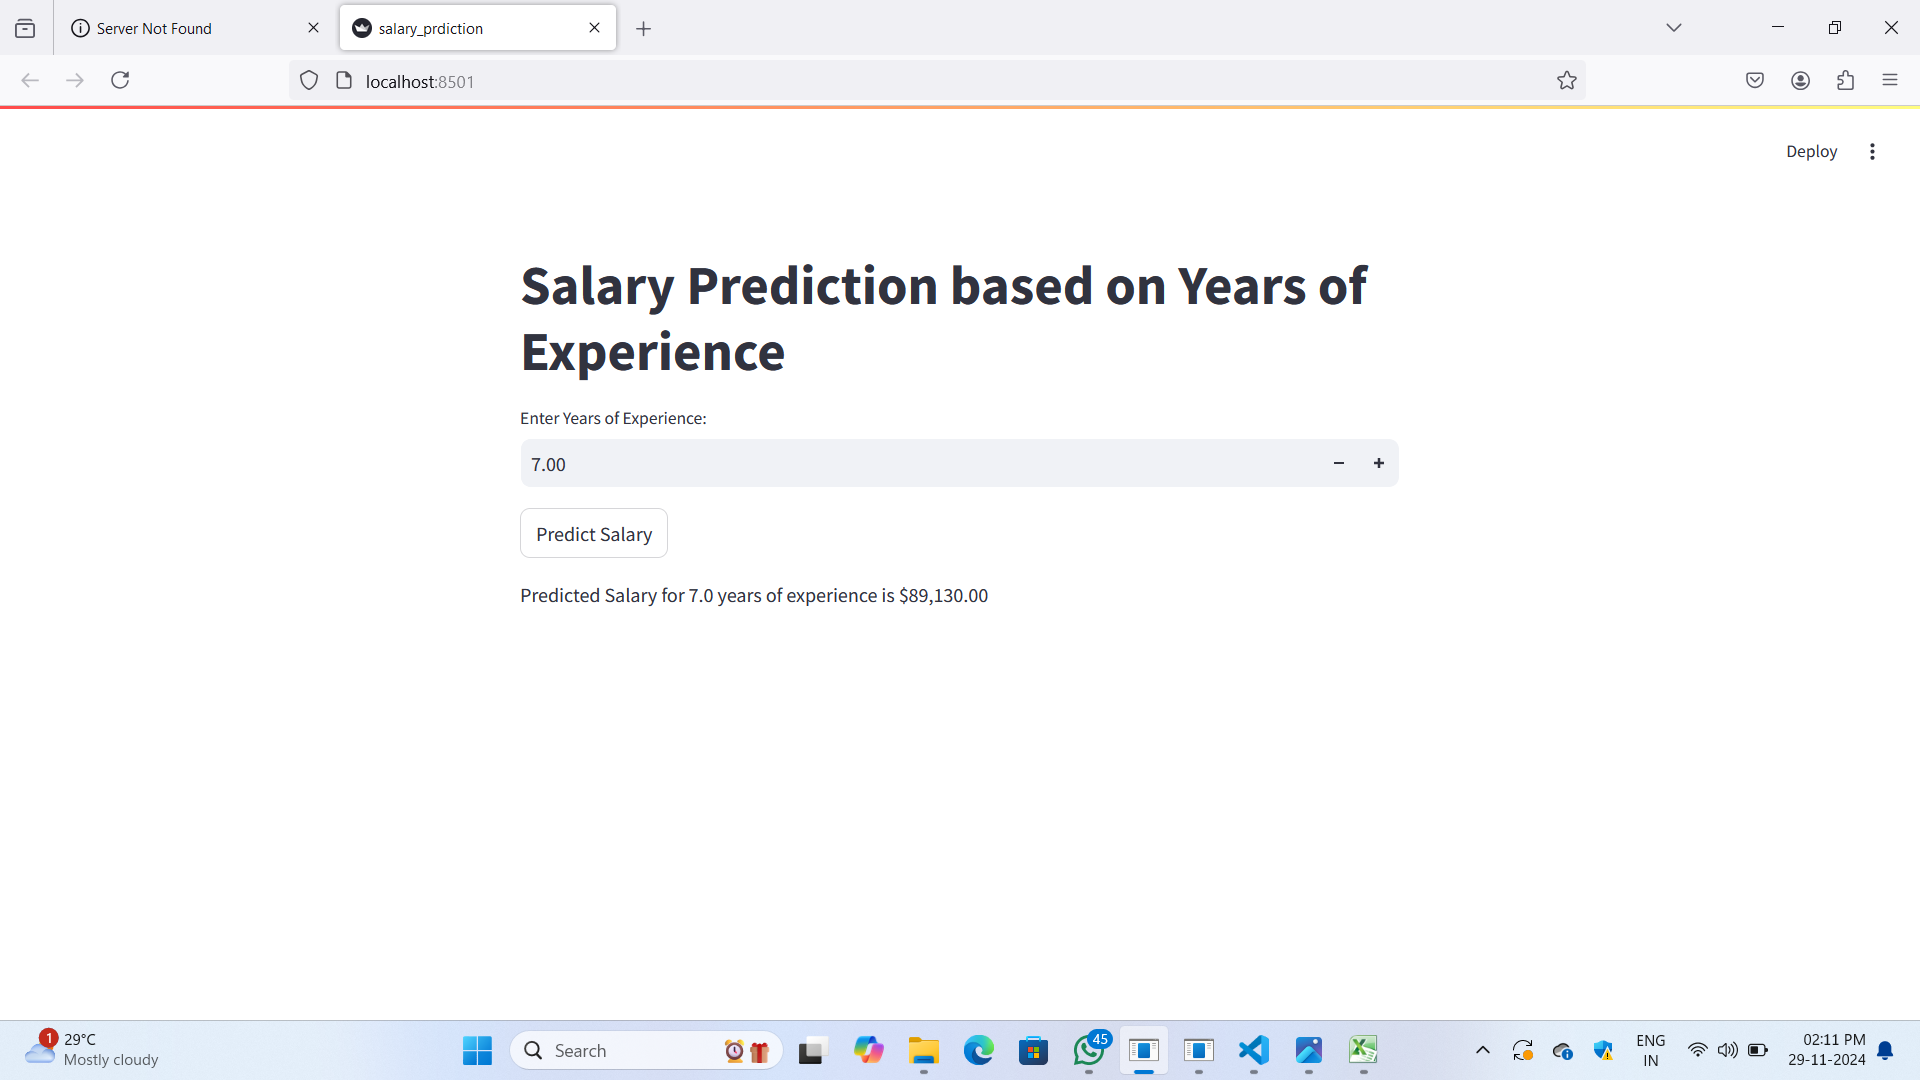 Server Not Found
salary_prdiction
localhost:8501
Deploy
Salary Prediction based on Years of
Experience
Enter Years of Experience:
7.00
Predict Salary
Predicted Salary for 7.0 years of experience is $89,130.00
1
29°C
Mostly cloudy
Search
45
ENG
IN
02:11 PM
29-11-2024